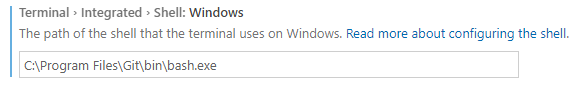 Terminal › Integrated › Shell: Windows
The path of the shell that the terminal uses on Windows. Read more about configuring the shell.
C:\Program Files\Git\bin\bash.exe